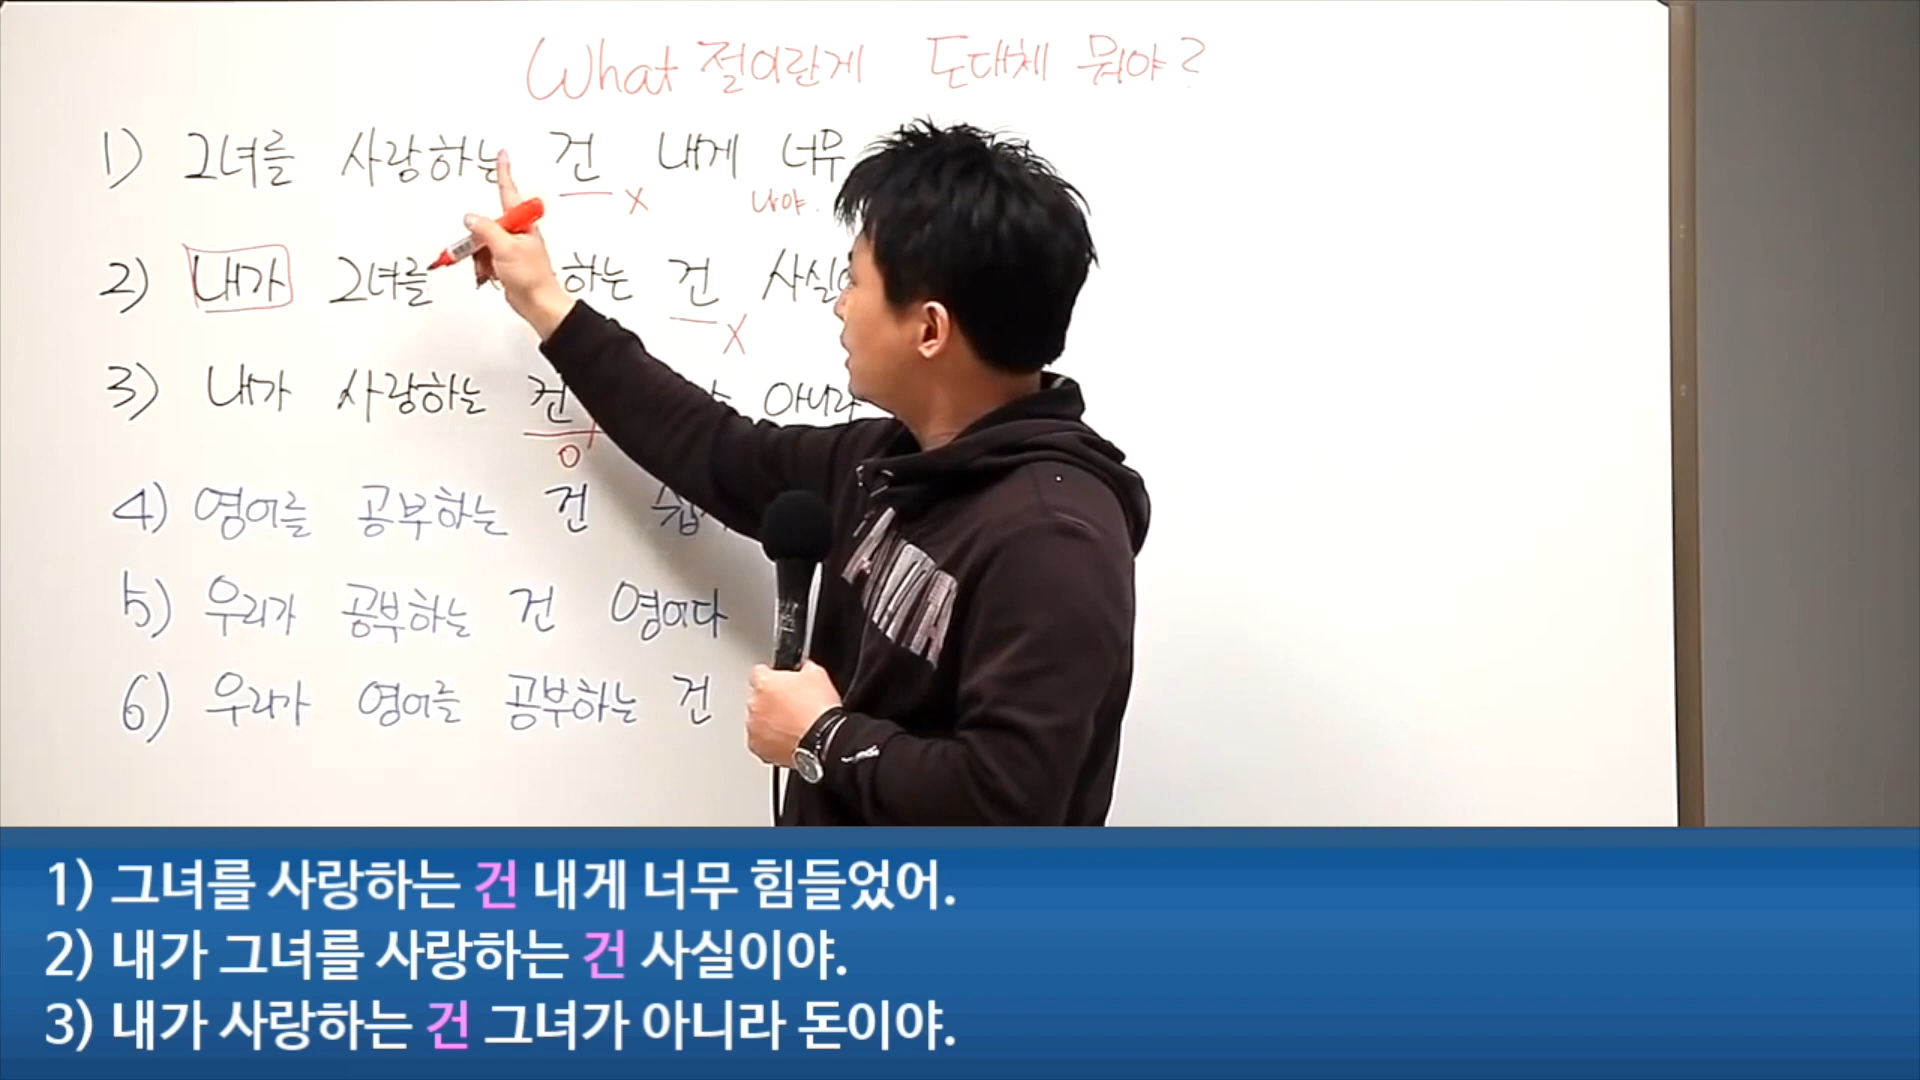 What 절이란게 도대체 뭐야?
1) 그녀를 사랑하는 건 내게 너무
x 나야.
2) 내가 그녀를 하는 건 사실이
x
3) 내가 사랑하는 건 아니라
o
4) 영어를 공부하는 건 쉽
5) 우리가 공부하는 건 영어다
6) 우리가 영어를 공부하는 건
1) 그녀를 사랑하는 건 내게 너무 힘들었어.
2) 내가 그녀를 사랑하는 건 사실이야.
3) 내가 사랑하는 건 그녀가 아니라 돈이야.